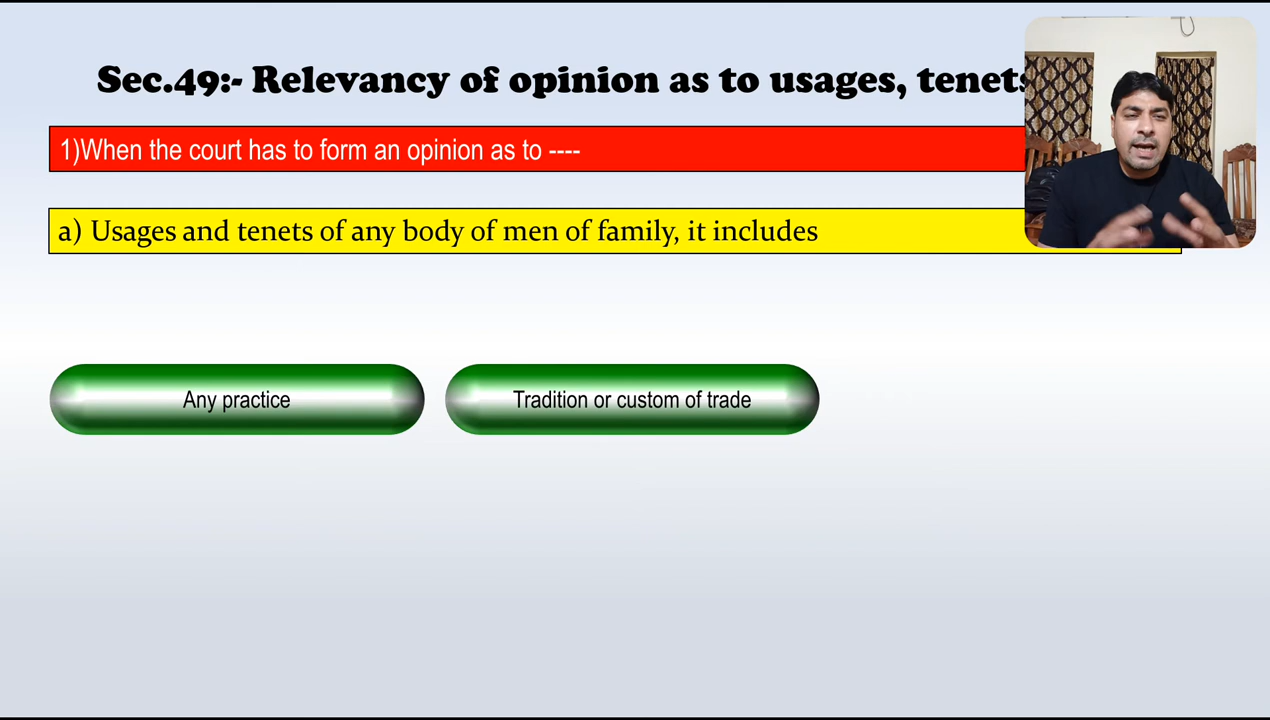 Sec.49:- Relevancy of opinion as to usages, tenets
1)When the court has to form an opinion as to ----
a) Usages and tenets of any body of men of family, it includes
Any practice
Tradition or custom of trade